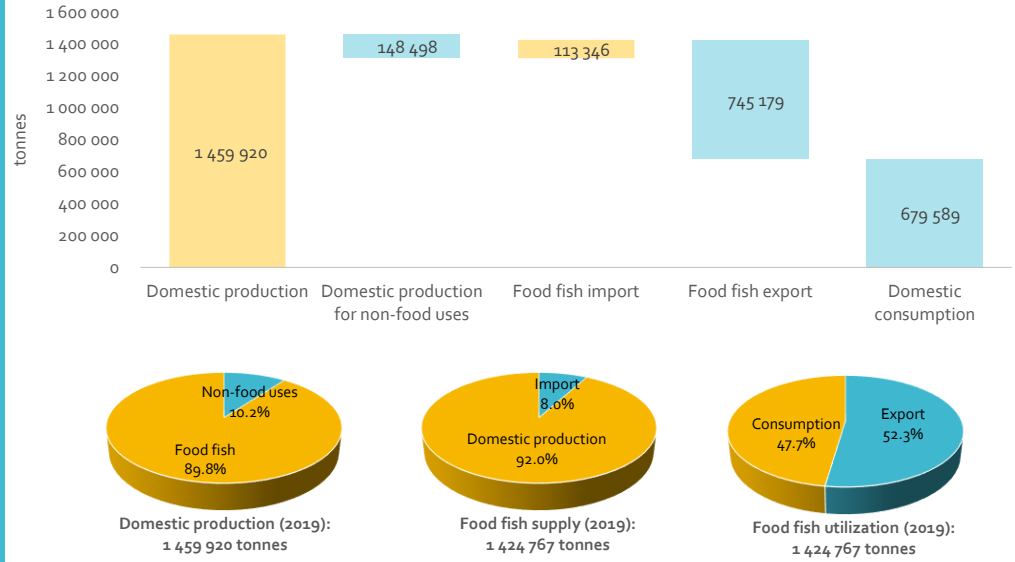 1 600 000
1 400 000
1 200 000
1 000 000
800 000
600 000
400 000
200 000
0
tonnes
1 459 920
148 498
113 346
745 179
679 589
Domestic production
Domestic production
for non-food uses
Food fish import
Food fish export
Domestic
consumption
Non-food uses
10.2%
Food fish
89.8%
Domestic production (2019):
1 459 920 tonnes
Import
8.0%
Domestic production
92.0%
Food fish supply (2019):
1 424 767 tonnes
Consumption
47.7%
Export
52.3%
Food fish utilization (2019):
1 424 767 tonnes